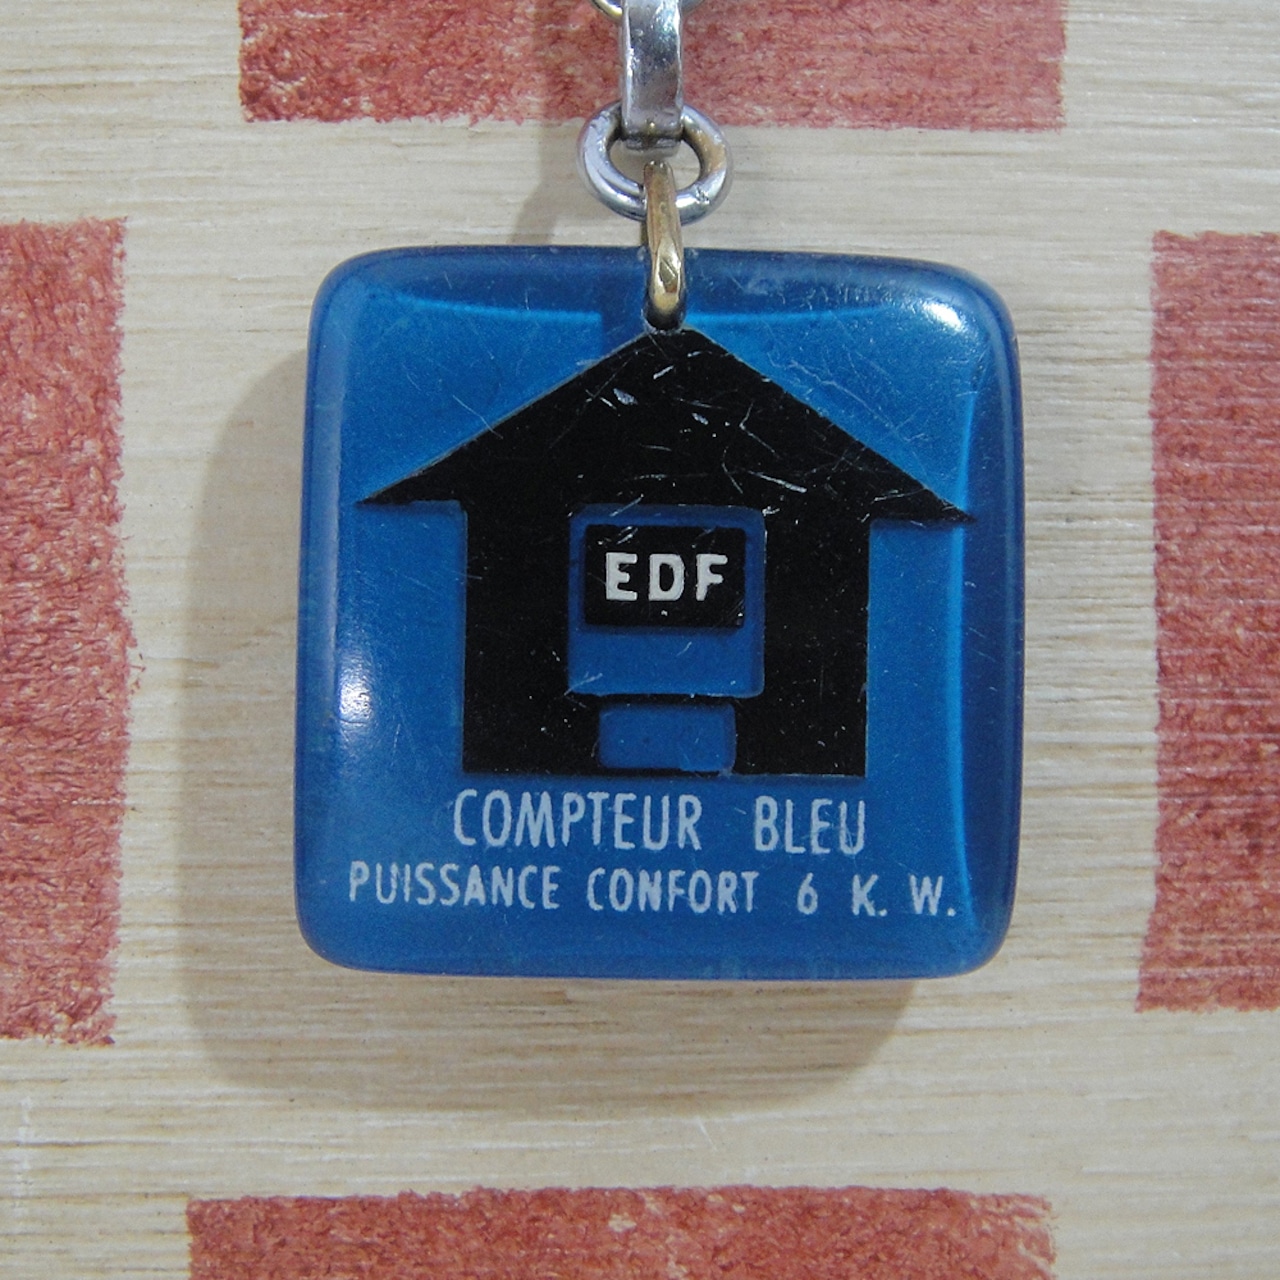 EDF
COMPTEUR BLEU
PUISSANCE CONFORT 6 K. W.